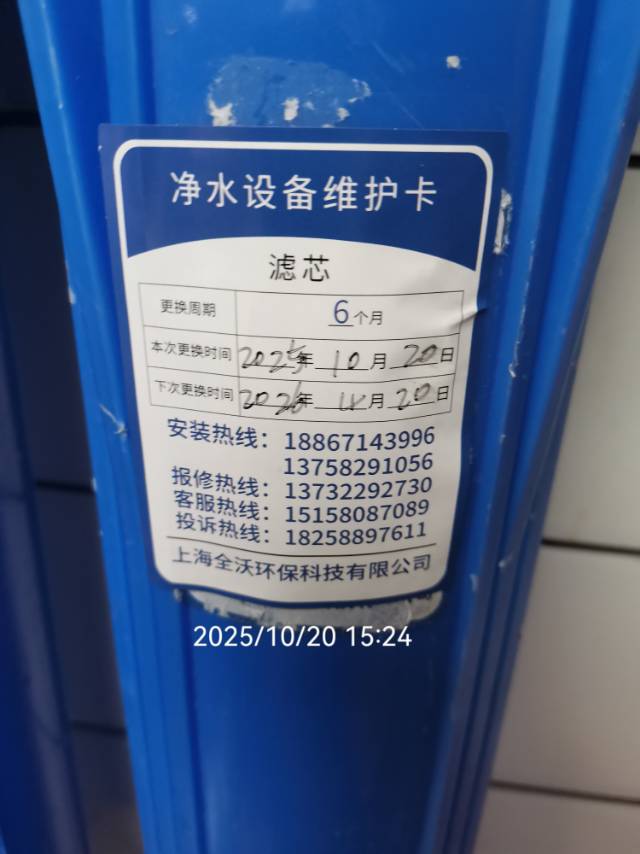 净水设备维护卡
滤芯
更换周期 6个月
本次更换时间 2025年 10月 20日
下次更换时间 2026年 4月 20日
安装热线：18867143996
13758291056
报修热线：13732292730
客服热线：15158087089
投诉热线：18258897611
上海全沃环保科技有限公司
2025/10/20 15:24